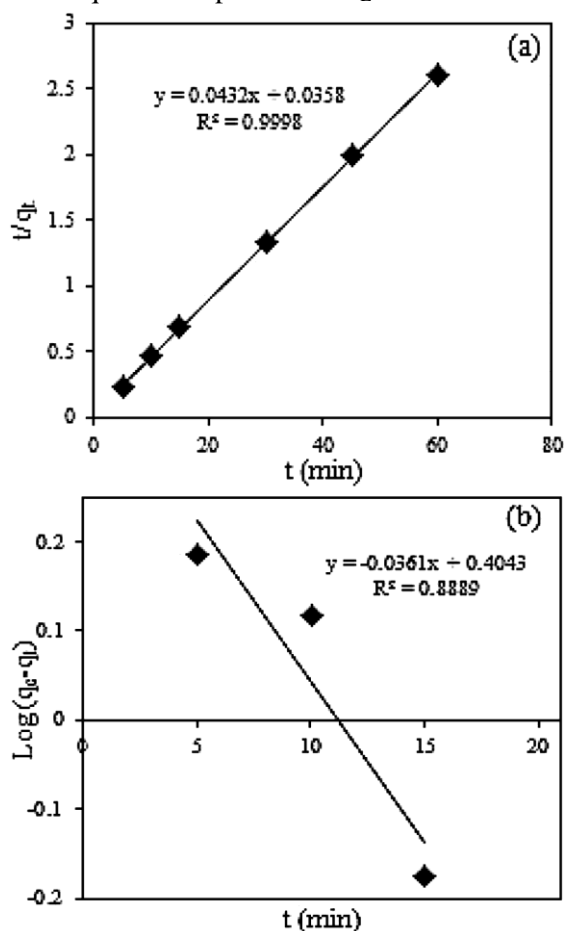 (a)
3
y = 0.0432x + 0.0358
R² = 0.9998
2.5
2
1.5
1
0.5
0
t/qt
0 20 40 60 80
t (min)
(b)
0.2
y = -0.0361x + 0.4043
R² = 0.8889
0.1
0
0 5 10 15 20
-0.1
-0.2
Log(qe-qt)
t (min)